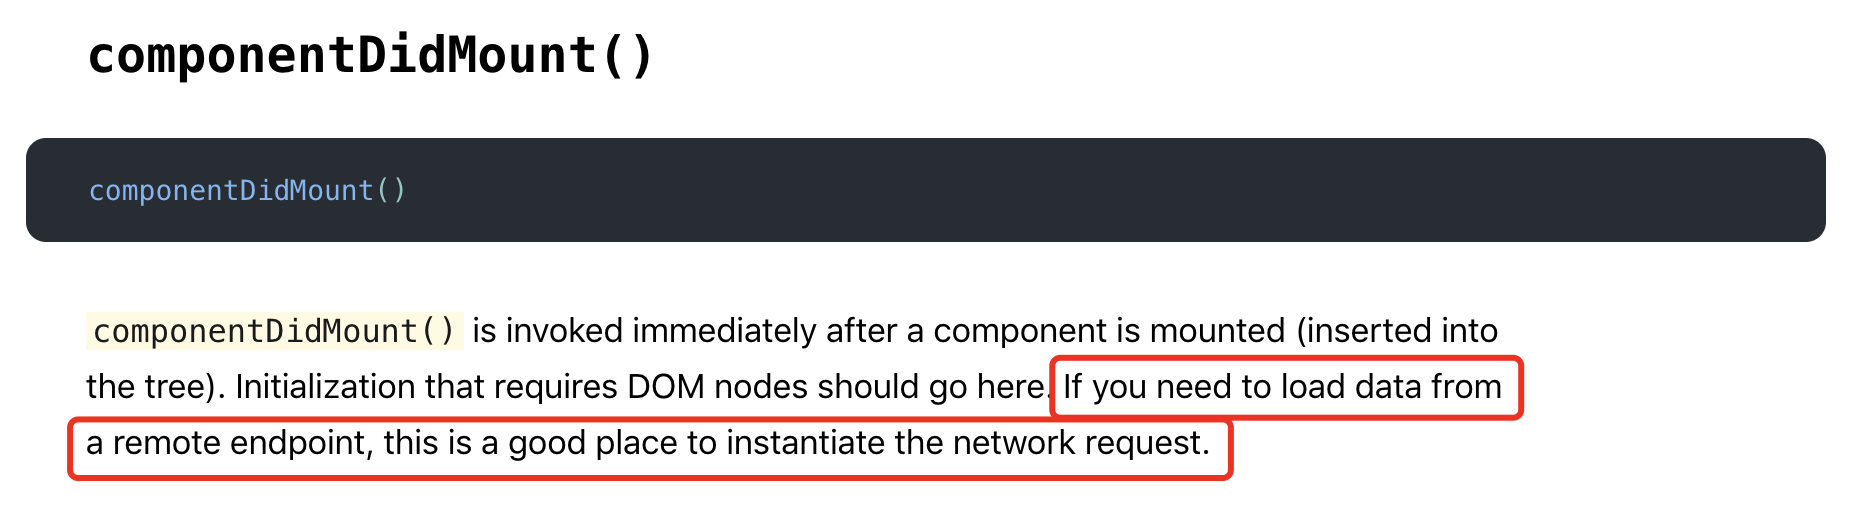 componentDidMount()
componentDidMount()
componentDidMount() is invoked immediately after a component is mounted (inserted into
the tree). Initialization that requires DOM nodes should go here. If you need to load data from
a remote endpoint, this is a good place to instantiate the network request.